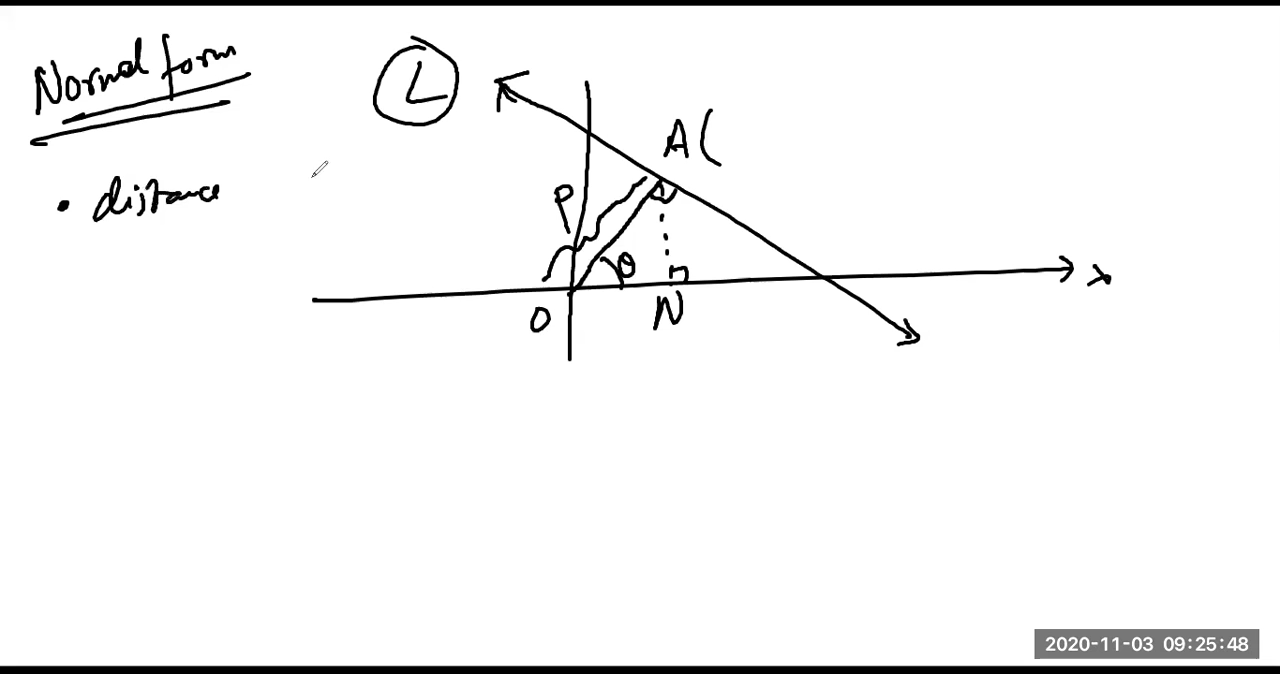 Normal form
L
A(
• distance
P
θ
x
O
N
2020-11-03 09:25:48